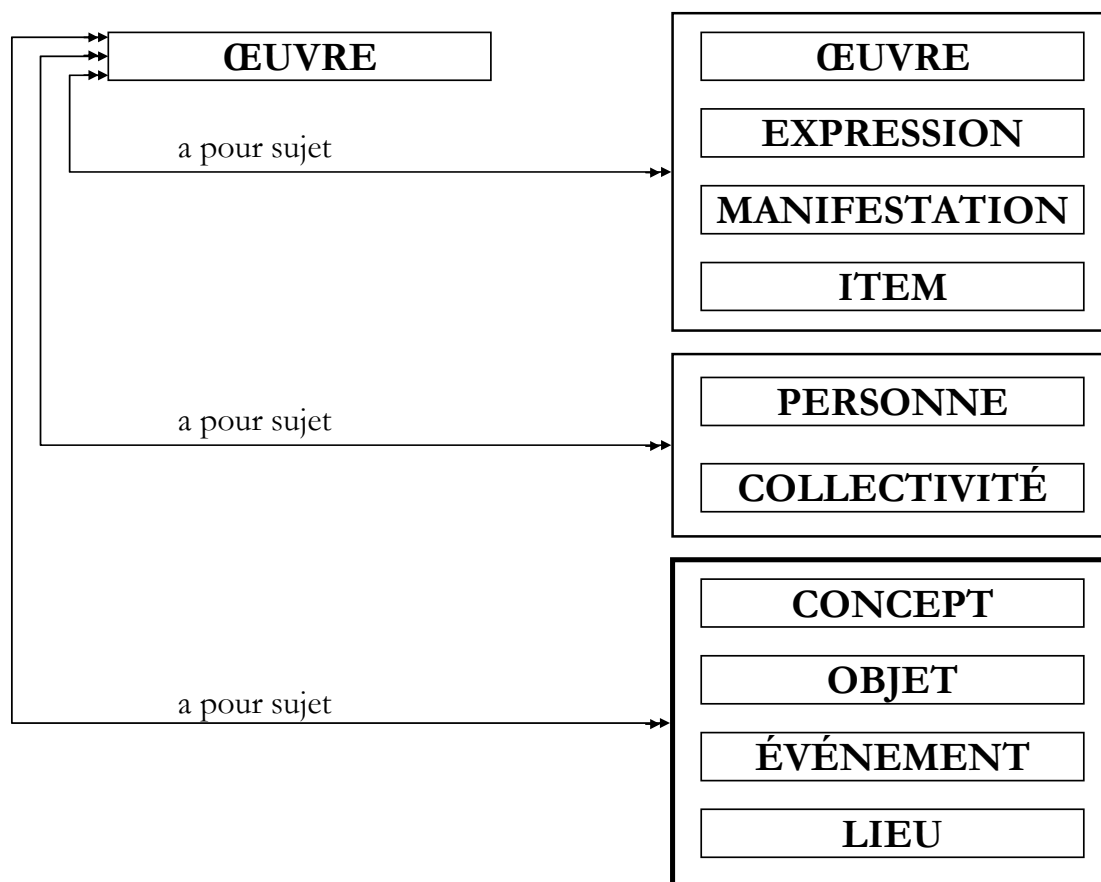 ŒUVRE
ŒUVRE
EXPRESSION
a pour sujet
MANIFESTATION
ITEM
PERSONNE
a pour sujet
COLLECTIVITÉ
CONCEPT
OBJET
a pour sujet
ÉVÉNEMENT
LIEU